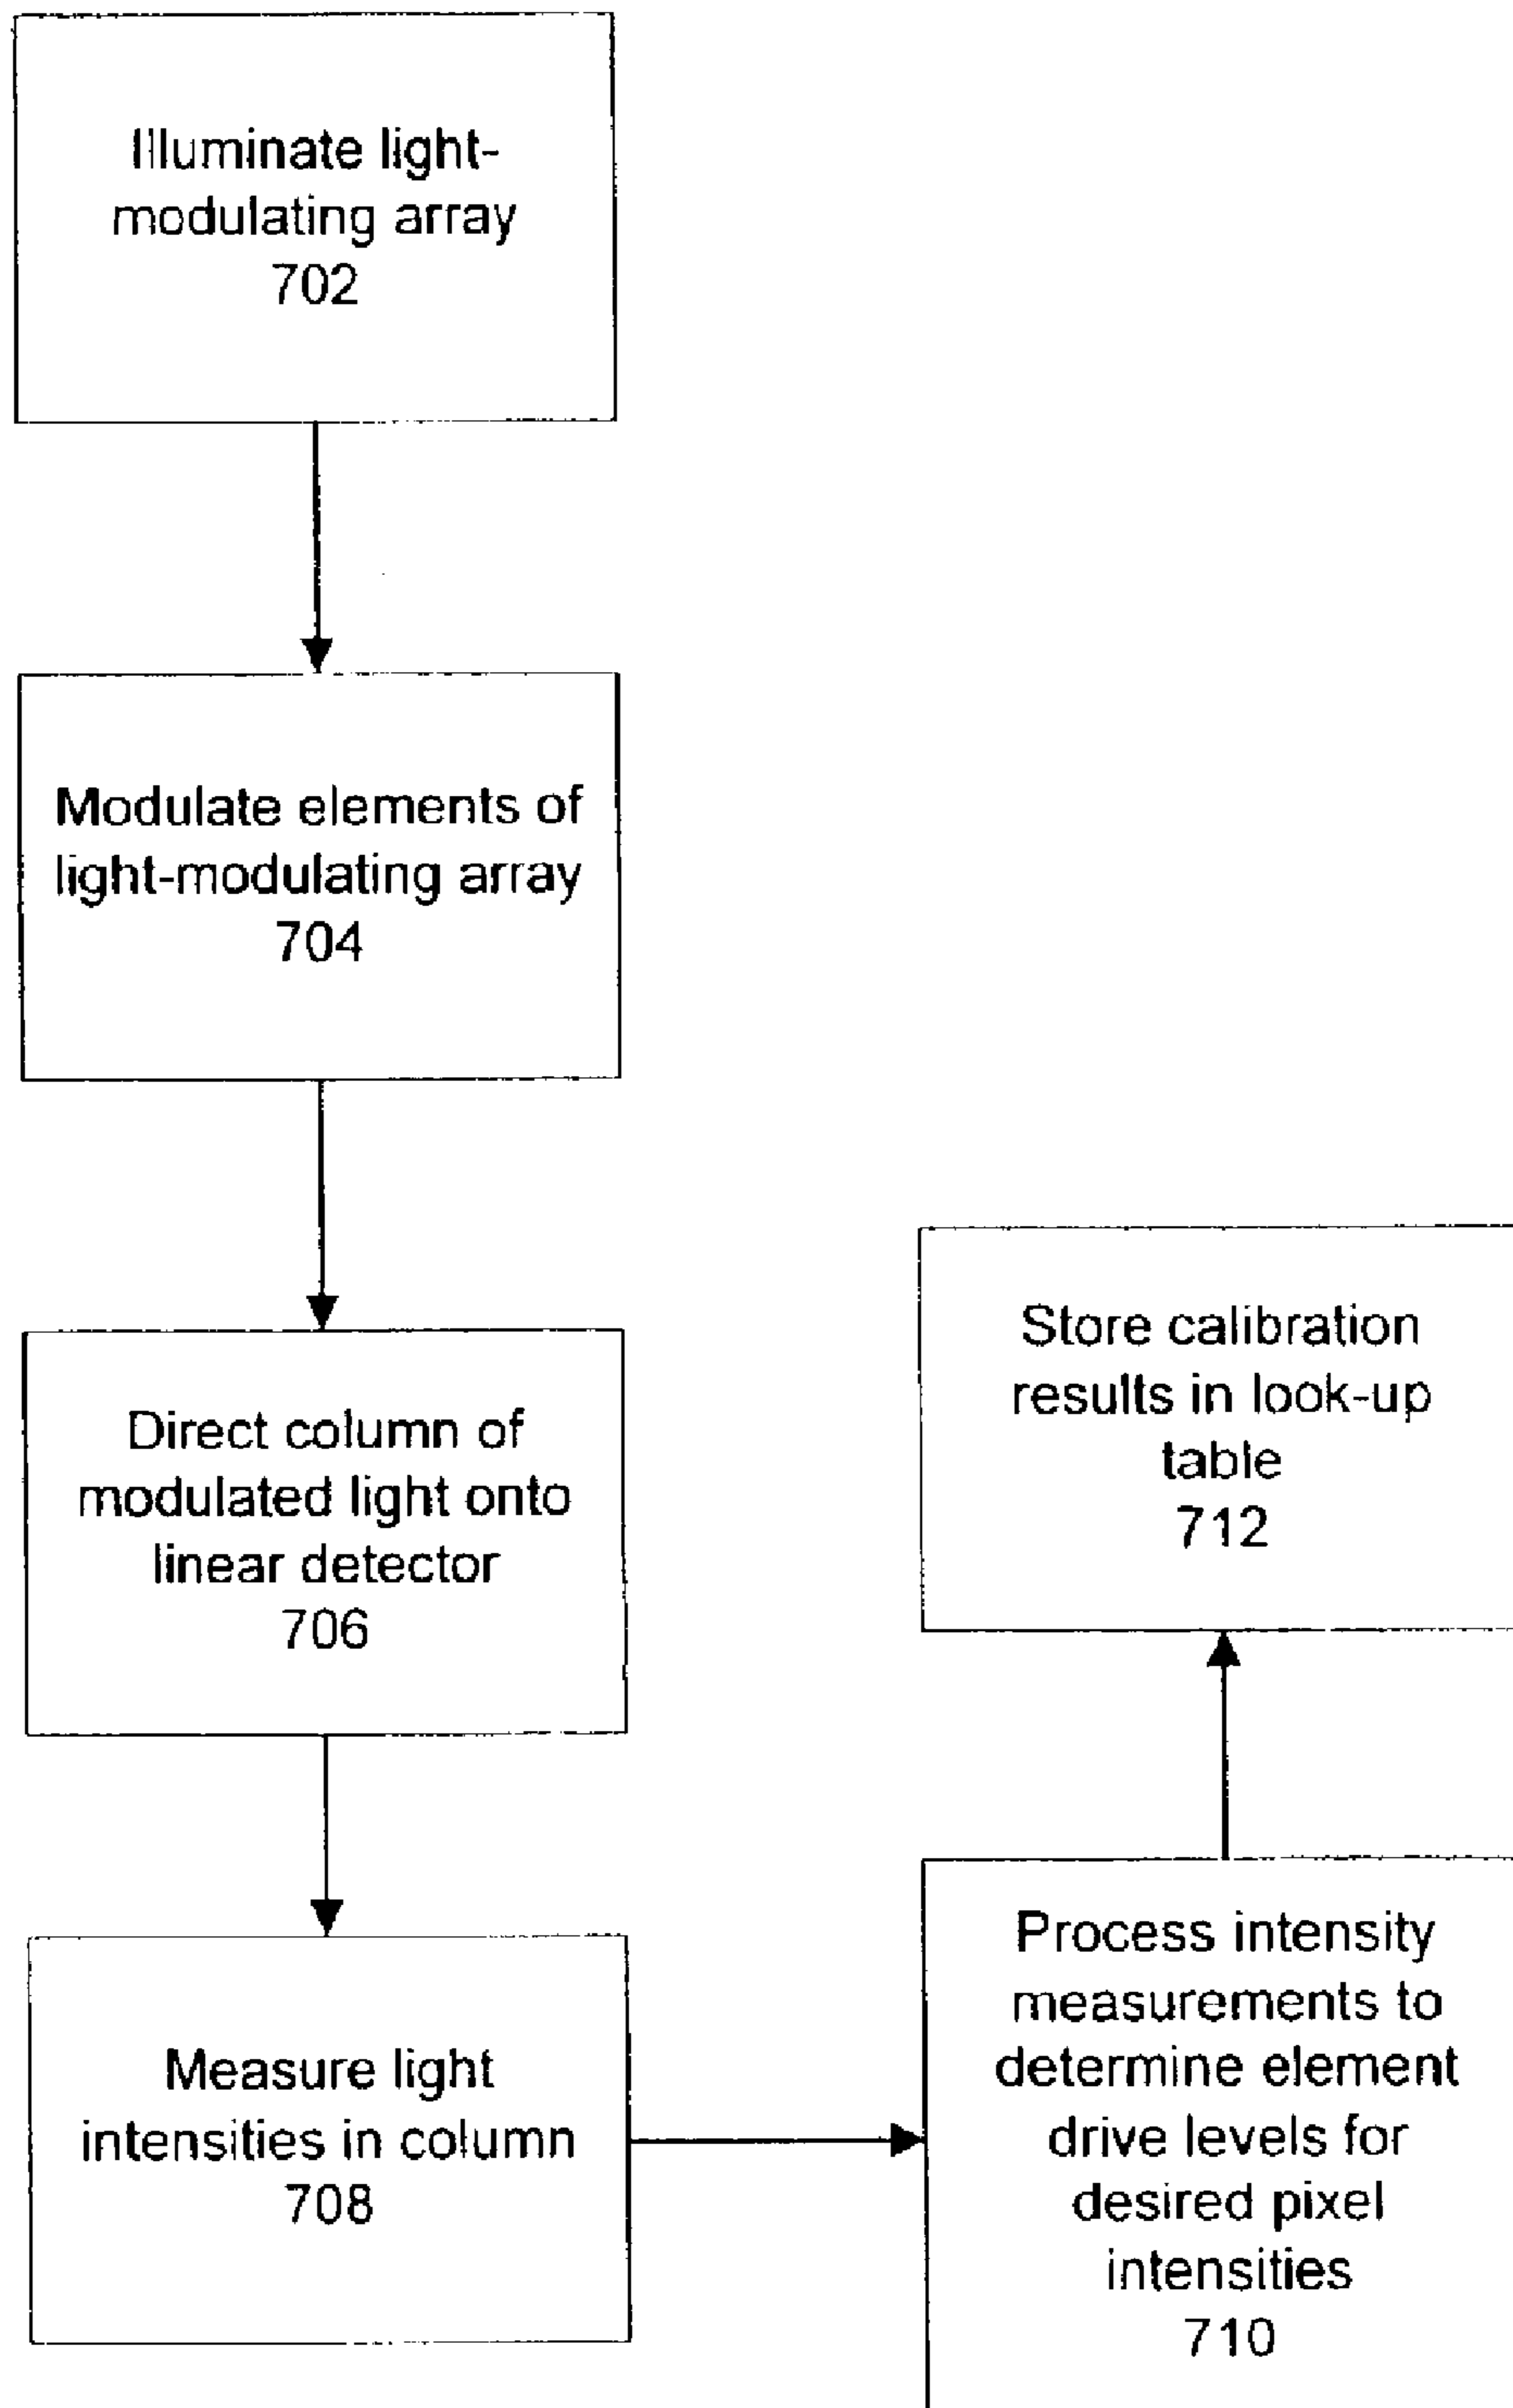 Illuminate light-
modulating array
702
Modulate elements of
light-modulating array
704
Direct column of
modulated light onto
linear detector
706
Measure light
intensities in column
708
Process intensity
measurements to
determine element
drive levels for
desired pixel
intensities
710
Store calibration
results in look-up
table
712